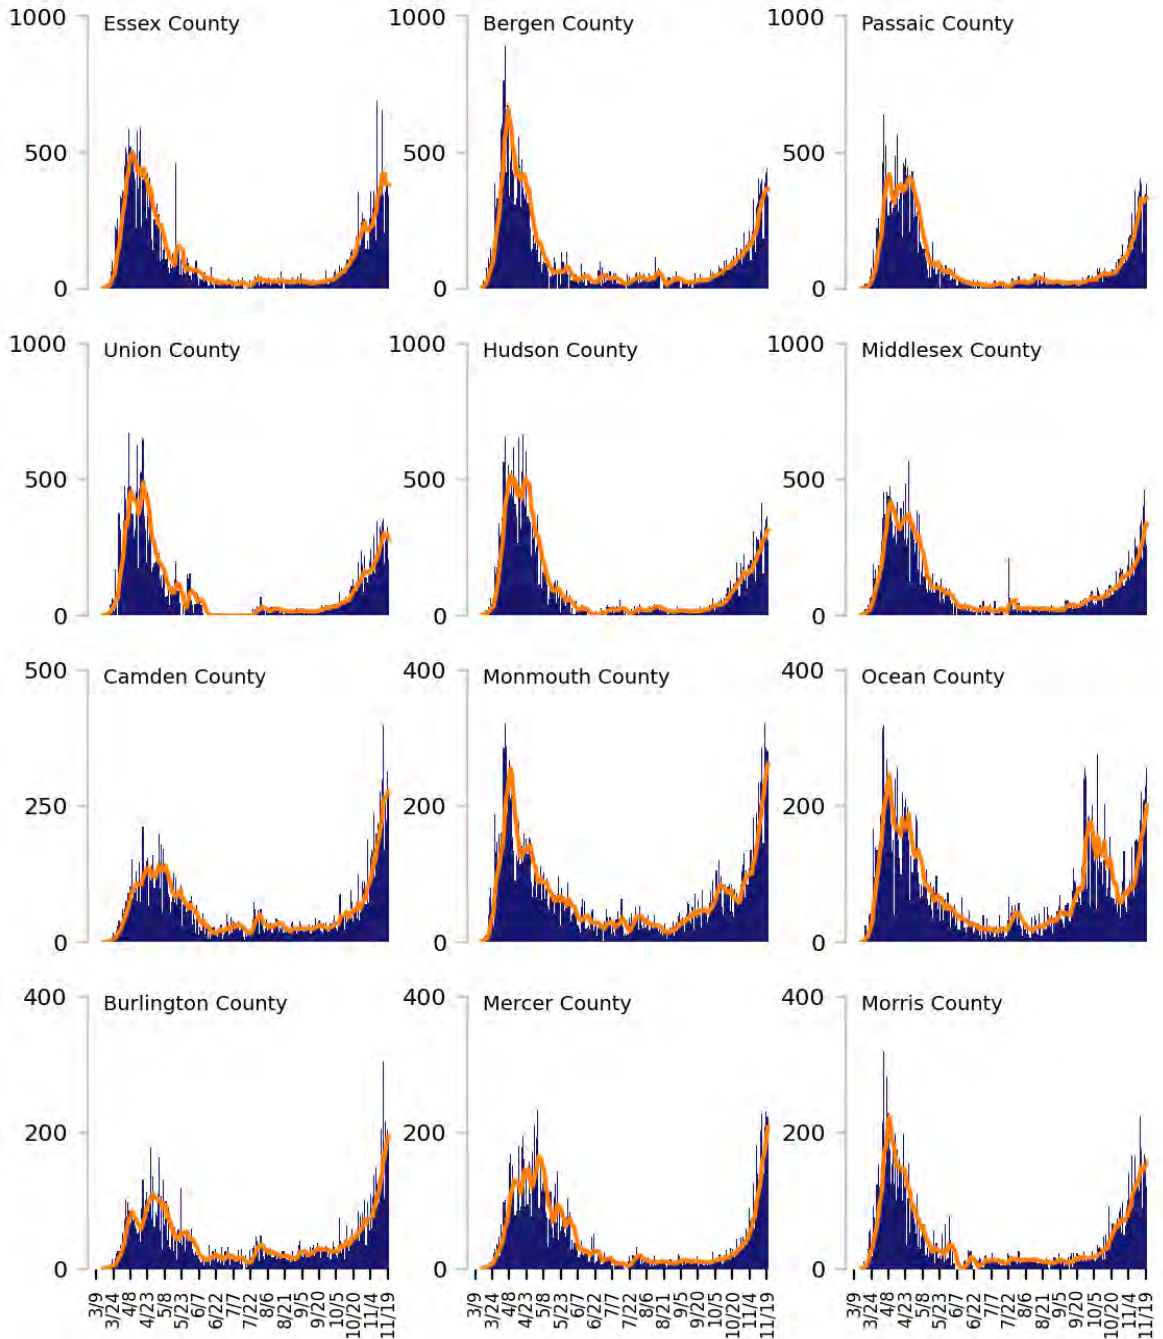 1000 Essex County 1000 Bergen County 1000 Passaic County
500 500 500
0 0 0
1000 Union County 1000 Hudson County 1000 Middlesex County
500 500 500
0 0 0
500 Camden County 400 Monmouth County 400 Ocean County
250 200 200
0 0 0
400 Burlington County 400 Mercer County 400 Morris County
200 200 200
0 0 0
3/9 3/24 4/8 4/23 5/8 5/23 6/7 6/22 7/7 7/22 8/6 8/21 9/5 9/20 10/5 10/20 11/4 11/19 3/9 3/24 4/8 4/23 5/8 5/23 6/7 6/22 7/7 7/22 8/6 8/21 9/5 9/20 10/5 10/20 11/4 11/19 3/9 3/24 4/8 4/23 5/8 5/23 6/7 6/22 7/7 7/22 8/6 8/21 9/5 9/20 10/5 10/20 11/4 11/19